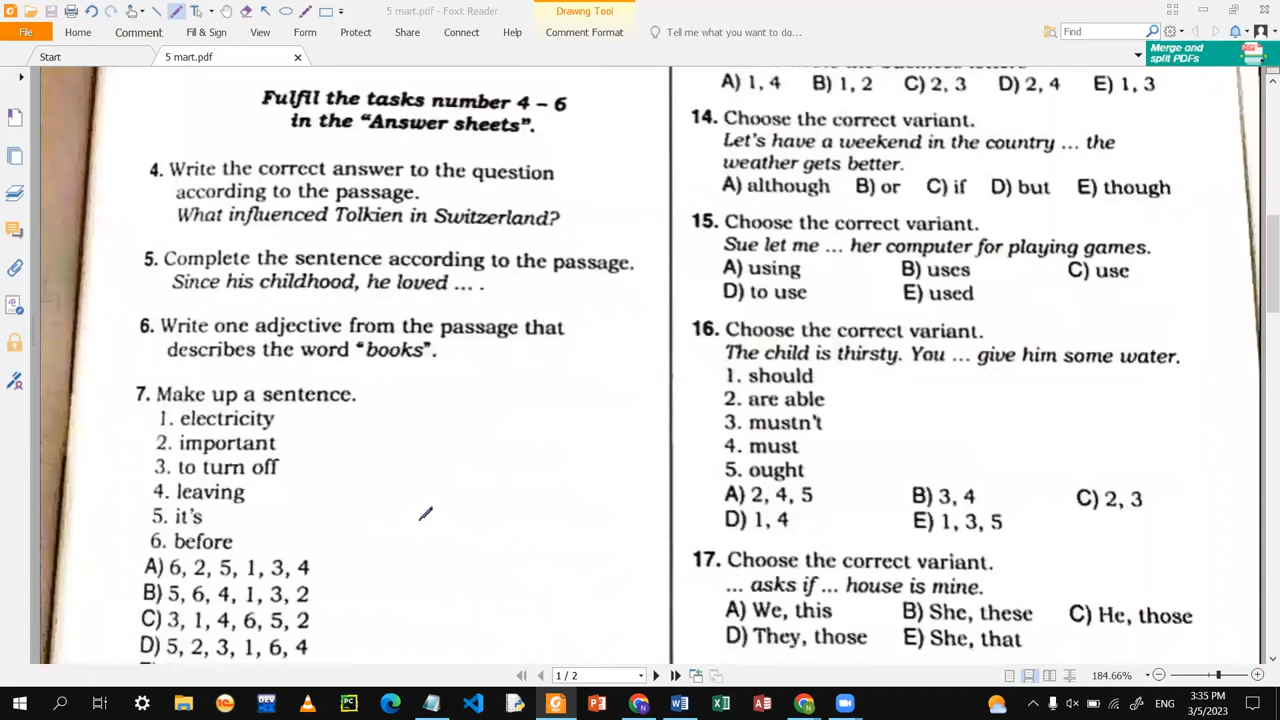 5 mart.pdf - Foxit Reader
Drawing Tool
File
Home
Comment
Fill & Sign
View
Form
Protect
Share
Connect
Help
Comment Format
Tell me what you want to do...
Find
Start
5 mart.pdf
Merge and
split PDFs
Fulfil the tasks number 4 – 6
in the “Answer sheets”.
4. Write the correct answer to the question
according to the passage.
What influenced Tolkien in Switzerland?
5. Complete the sentence according to the passage.
Since his childhood, he loved ... .
6. Write one adjective from the passage that
describes the word “books”.
7. Make up a sentence.
1. electricity
2. important
3. to turn off
4. leaving
5. it's
6. before
A) 6, 2, 5, 1, 3, 4
B) 5, 6, 4, 1, 3, 2
C) 3, 1, 4, 6, 5, 2
D) 5, 2, 3, 1, 6, 4
A) 1, 4 B) 1, 2 C) 2, 3 D) 2, 4 E) 1, 3
14. Choose the correct variant.
Let's have a weekend in the country ... the
weather gets better.
A) although B) or C) if D) but E) though
15. Choose the correct variant.
Sue let me ... her computer for playing games.
A) using B) uses C) use
D) to use E) used
16. Choose the correct variant.
The child is thirsty. You ... give him some water.
1. should
2. are able
3. mustn't
4. must
5. ought
A) 2, 4, 5 B) 3, 4 C) 2, 3
D) 1, 4 E) 1, 3, 5
17. Choose the correct variant.
... asks if ... house is mine.
A) We, this B) She, these C) He, those
D) They, those E) She, that
1 / 2
184.66%
ENG
3:35 PM
3/5/2023